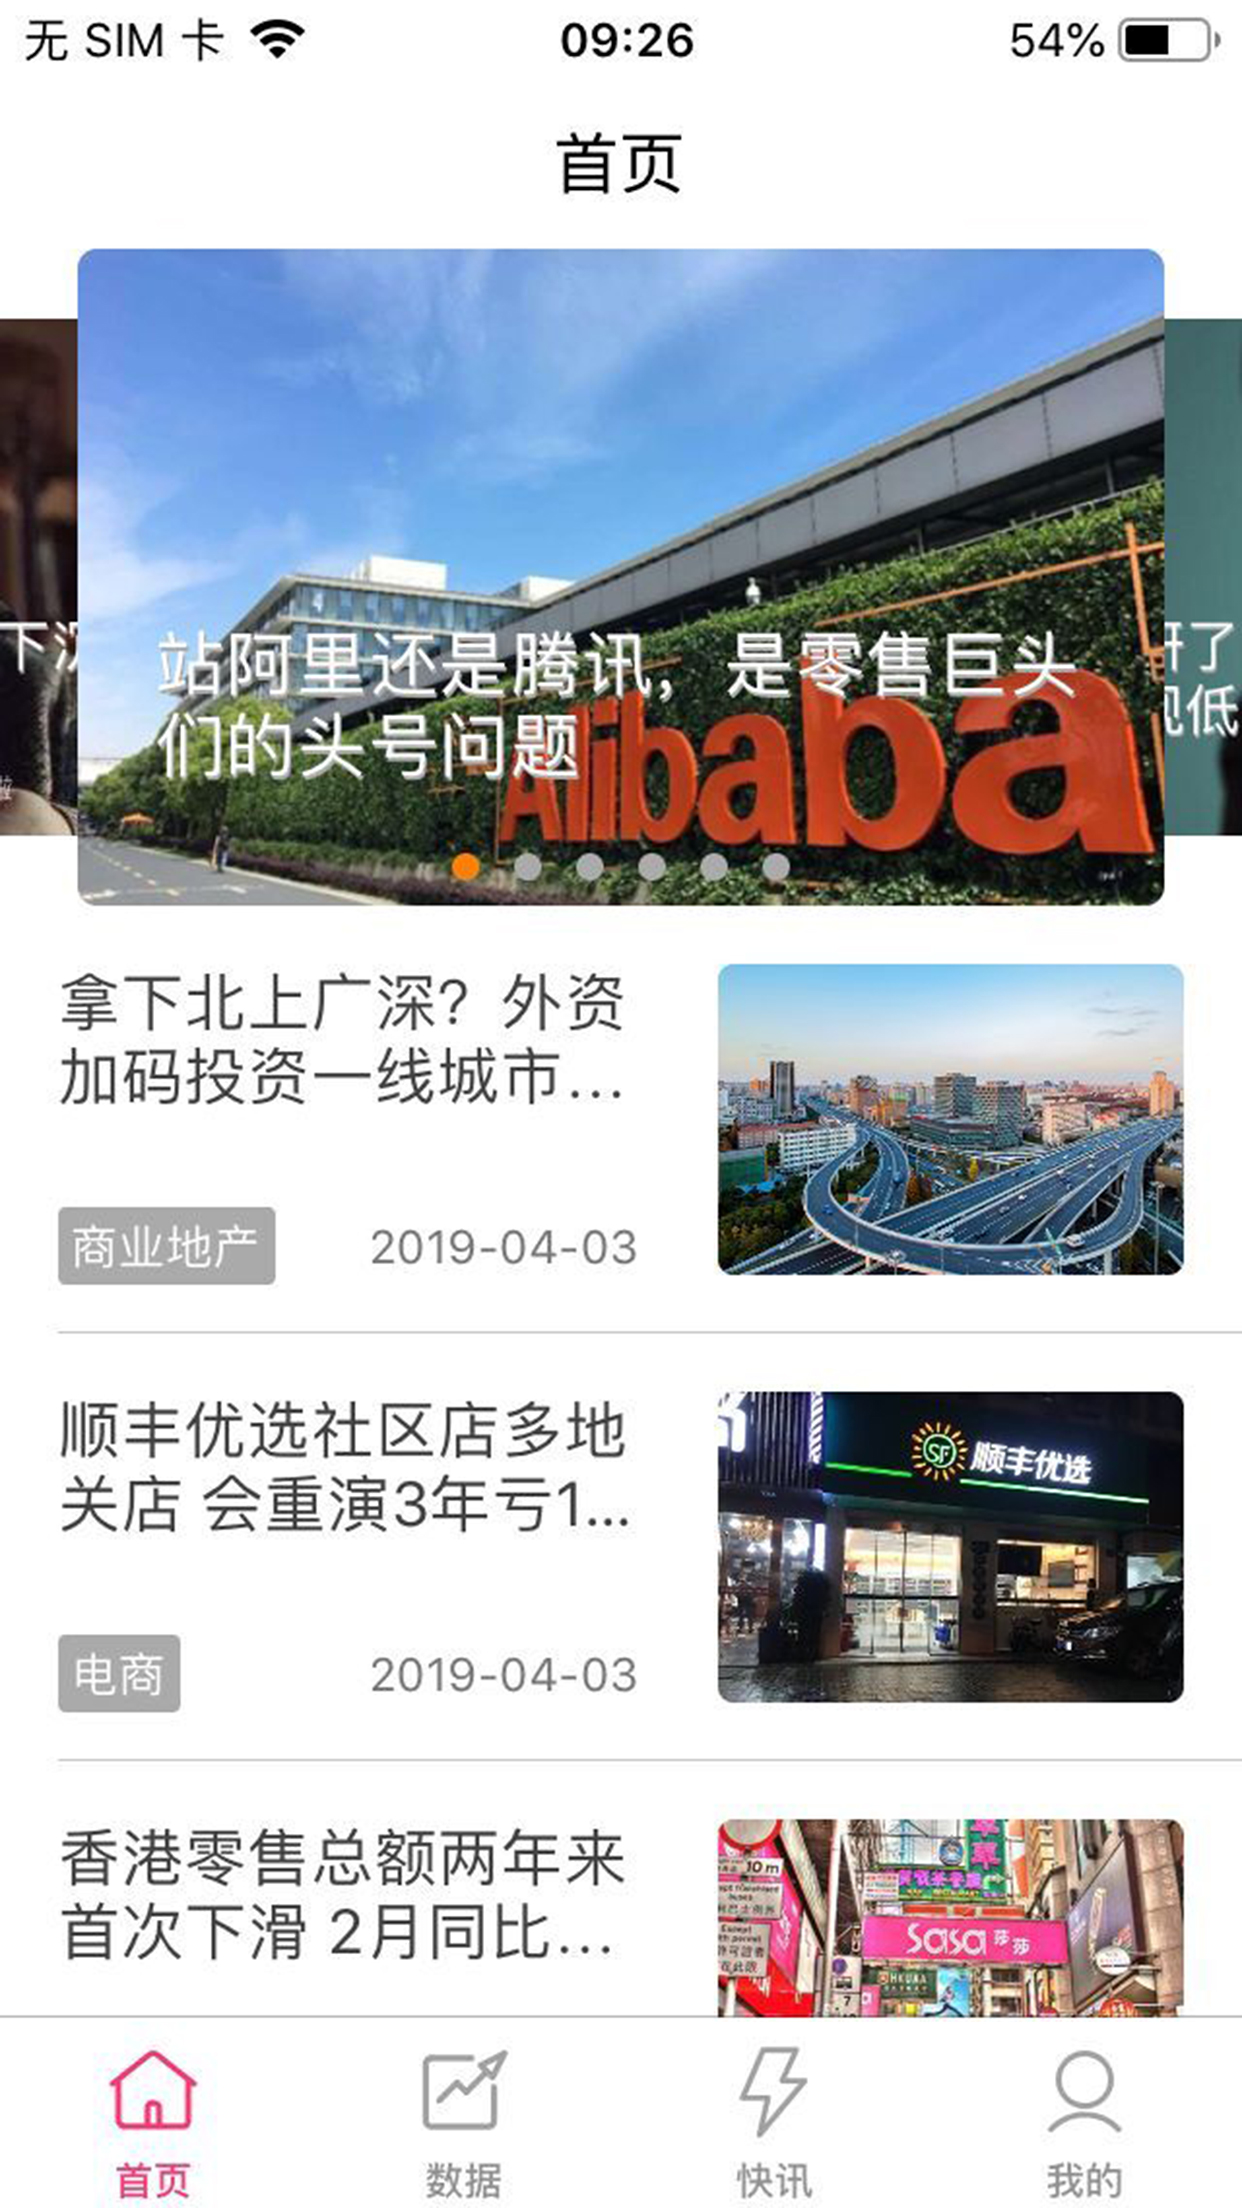 无 SIM 卡
09:26
54%
首页
下沉
站阿里还是腾讯，是零售巨头
们的头号问题
开了
现低
Alibaba
拿下北上广深？外资
加码投资一线城市...
商业地产
2019-04-03
顺丰优选社区店多地
关店 会重演3年亏1...
电商
2019-04-03
SF 顺丰优选
香港零售总额两年来
首次下滑 2月同比...
10 m
Except
sasa 莎莎
7
首页
数据
快讯
我的